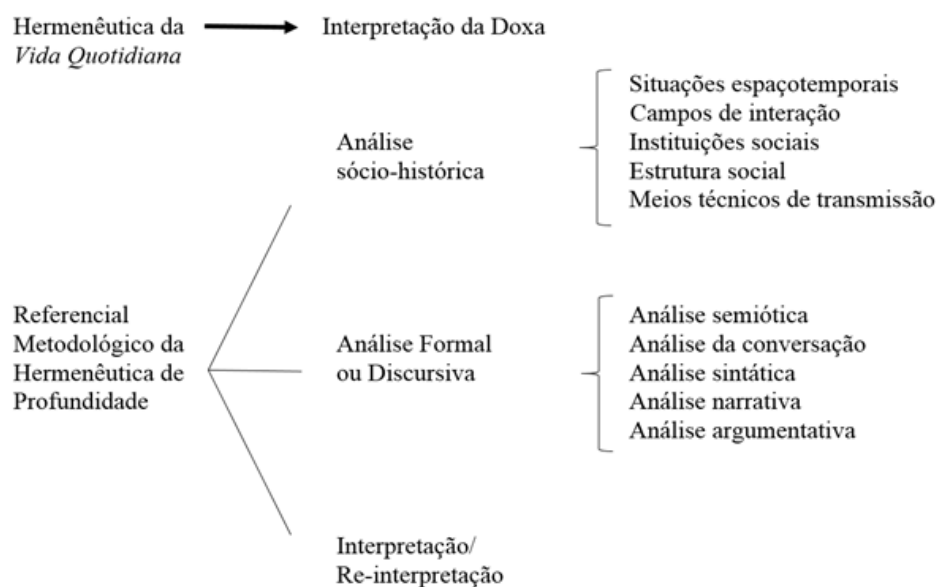 Hermenêutica da
Vida Quotidiana
Interpretação da Doxa
Análise
sócio-histórica
Situações espaçotemporais
Campos de interação
Instituições sociais
Estrutura social
Meios técnicos de transmissão
Referencial
Metodológico da
Hermenêutica de
Profundidade
Análise Formal
ou Discursiva
Análise semiótica
Análise da conversação
Análise sintática
Análise narrativa
Análise argumentativa
Interpretação/
Re-interpretação